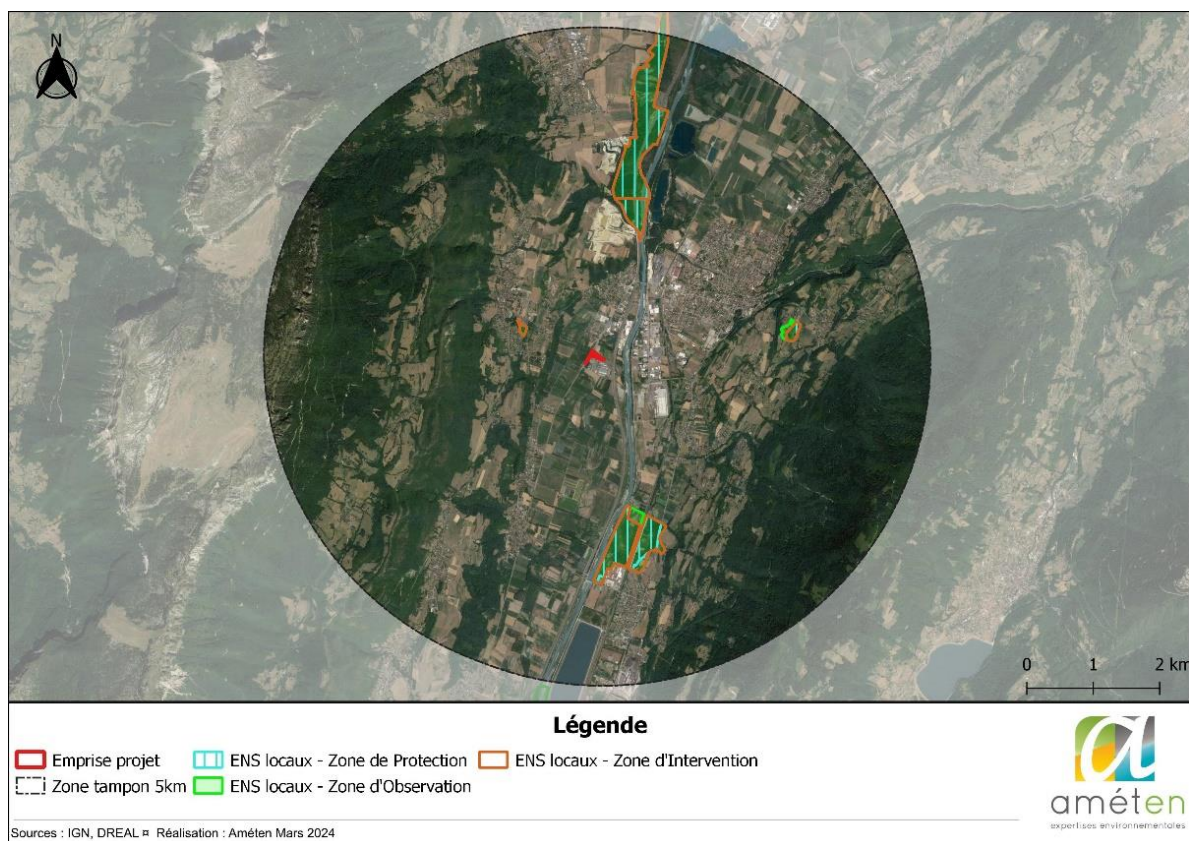 N
0 1 2 km
Légende
Emprise projet
ENS locaux - Zone de Protection
ENS locaux - Zone d'Intervention
Zone tampon 5km
ENS locaux - Zone d'Observation
améten
expertises environnementales
Sources : IGN, DREAL ¤ Réalisation : Améten Mars 2024